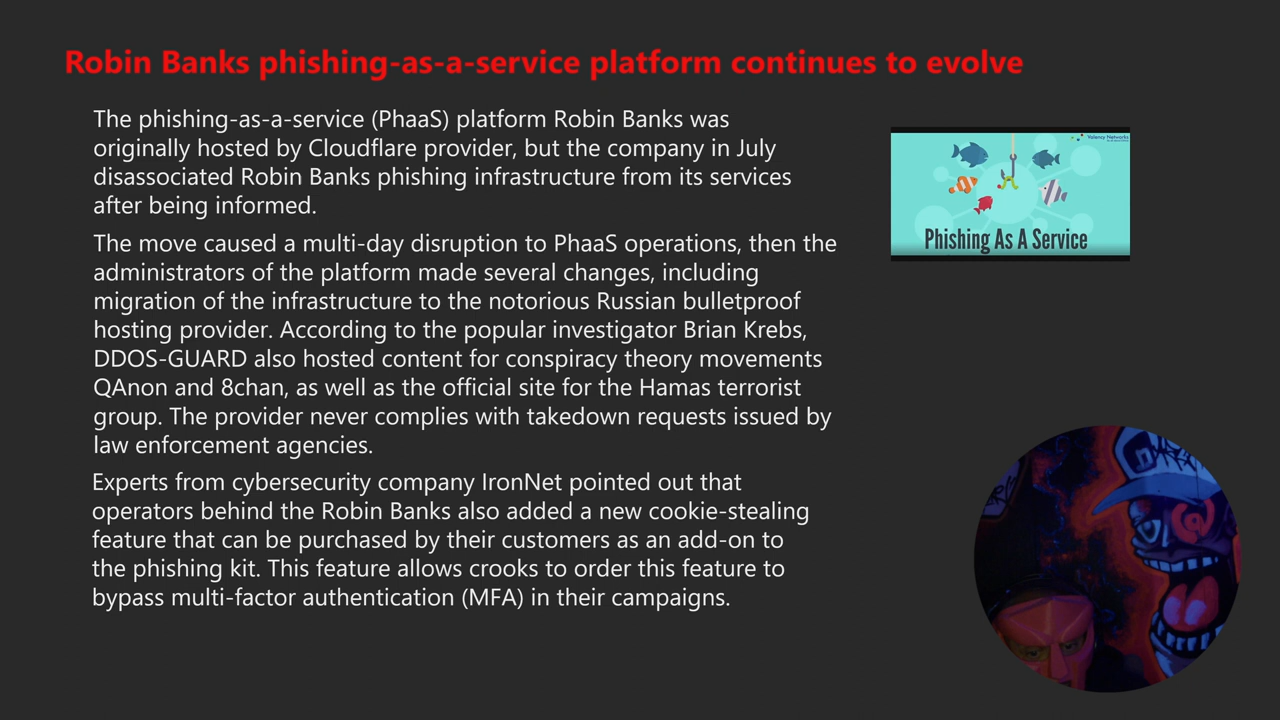 Robin Banks phishing-as-a-service platform continues to evolve
The phishing-as-a-service (PhaaS) platform Robin Banks was
originally hosted by Cloudflare provider, but the company in July
disassociated Robin Banks phishing infrastructure from its services
after being informed.
The move caused a multi-day disruption to PhaaS operations, then the
administrators of the platform made several changes, including
migration of the infrastructure to the notorious Russian bulletproof
hosting provider. According to the popular investigator Brian Krebs,
DDOS-GUARD also hosted content for conspiracy theory movements
QAnon and 8chan, as well as the official site for the Hamas terrorist
group. The provider never complies with takedown requests issued by
law enforcement agencies.
Experts from cybersecurity company IronNet pointed out that
operators behind the Robin Banks also added a new cookie-stealing
feature that can be purchased by their customers as an add-on to
the phishing kit. This feature allows crooks to order this feature to
bypass multi-factor authentication (MFA) in their campaigns.
Valency Networks
Phishing As A Service